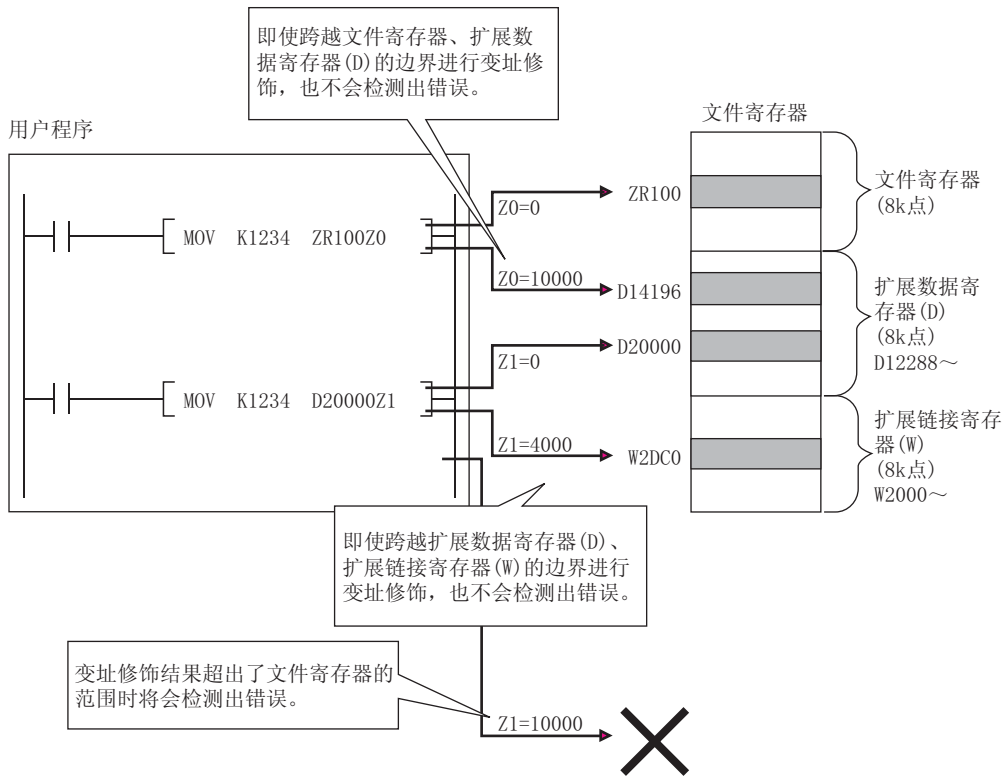 即使跨越文件寄存器、扩展数
据寄存器(D)的边界进行变址修
饰，也不会检测出错误。
用户程序
文件寄存器
Z0=0
ZR100
文件寄存器
(8k点)
MOV K1234 ZR100Z0
Z0=10000
D14196
扩展数据寄
存器(D)
(8k点)
D12288～
D20000
Z1=0
MOV K1234 D20000Z1
Z1=4000
W2DC0
扩展链接寄存
器(W)
(8k点)
W2000～
即使跨越扩展数据寄存器(D)、
扩展链接寄存器(W)的边界进行
变址修饰，也不会检测出错误。
变址修饰结果超出了文件寄存器的
范围时将会检测出错误。
Z1=10000